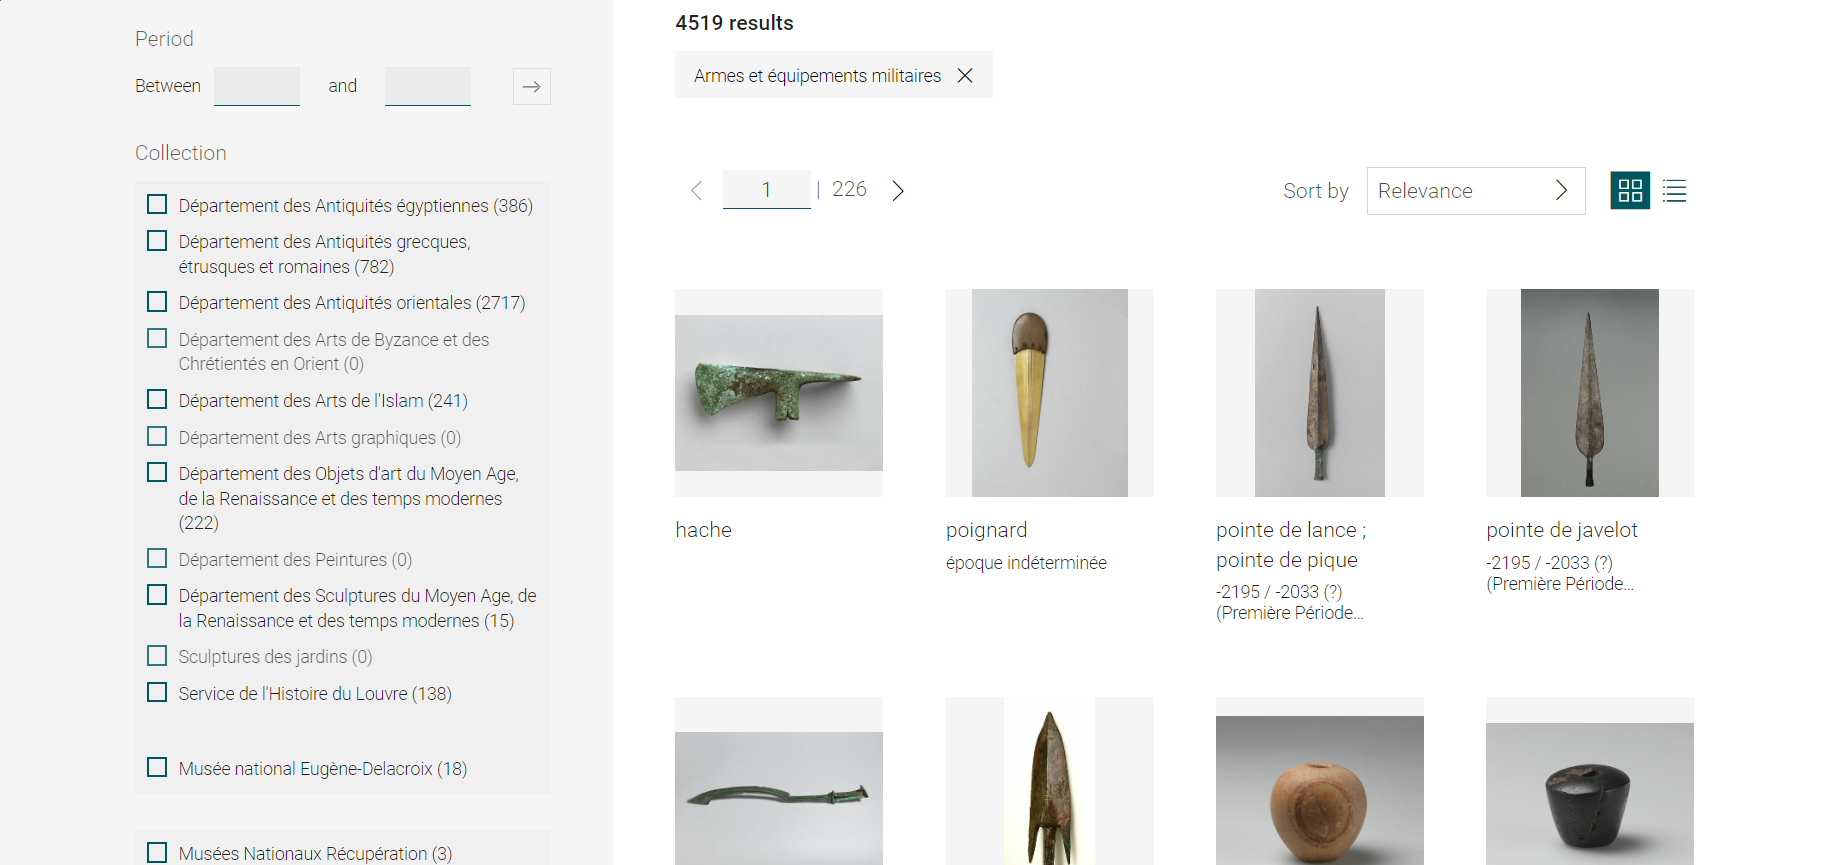 Period
Between
and
Collection
Département des Antiquités égyptiennes (386)
Département des Antiquités grecques,
étrusques et romaines (782)
Département des Antiquités orientales (2717)
Département des Arts de Byzance et des
Chrétientés en Orient (0)
Département des Arts de l'Islam (241)
Département des Arts graphiques (0)
Département des Objets d'art du Moyen Age,
de la Renaissance et des temps modernes
(222)
Département des Peintures (0)
Département des Sculptures du Moyen Age, de
la Renaissance et des temps modernes (15)
Sculptures des jardins (0)
Service de l'Histoire du Louvre (138)
Musée national Eugène-Delacroix (18)
Musées Nationaux Récupération (3)
4519 results
Armes et équipements militaires
1 | 226
Sort by
Relevance
hache
poignard
époque indéterminée
pointe de lance ;
pointe de pique
-2195 / -2033 (?)
(Première Période...
pointe de javelot
-2195 / -2033 (?)
(Première Période...